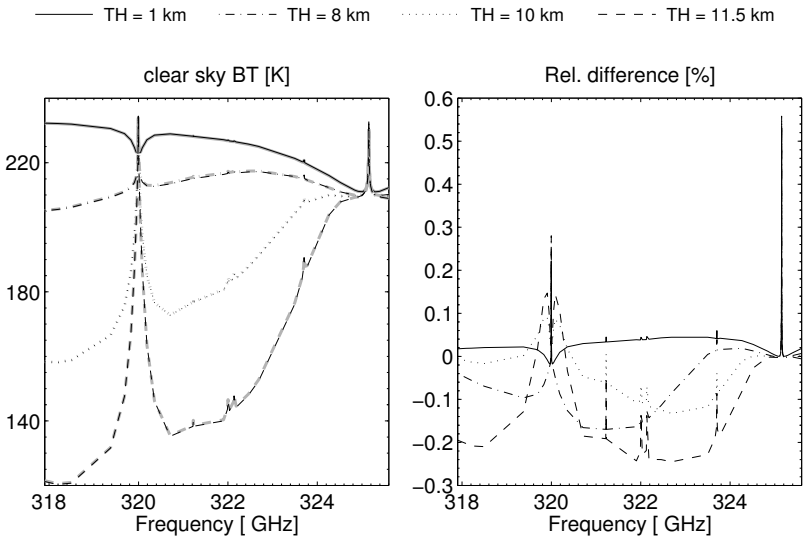 TH = 1 km TH = 8 km TH = 10 km TH = 11.5 km
clear sky BT [K]
220
180
140
318 320 322 324
Frequency [ GHz]
Rel. difference [%]
0.6
0.5
0.4
0.3
0.2
0.1
0
−0.1
−0.2
−0.3
318 320 322 324
Frequency [ GHz]